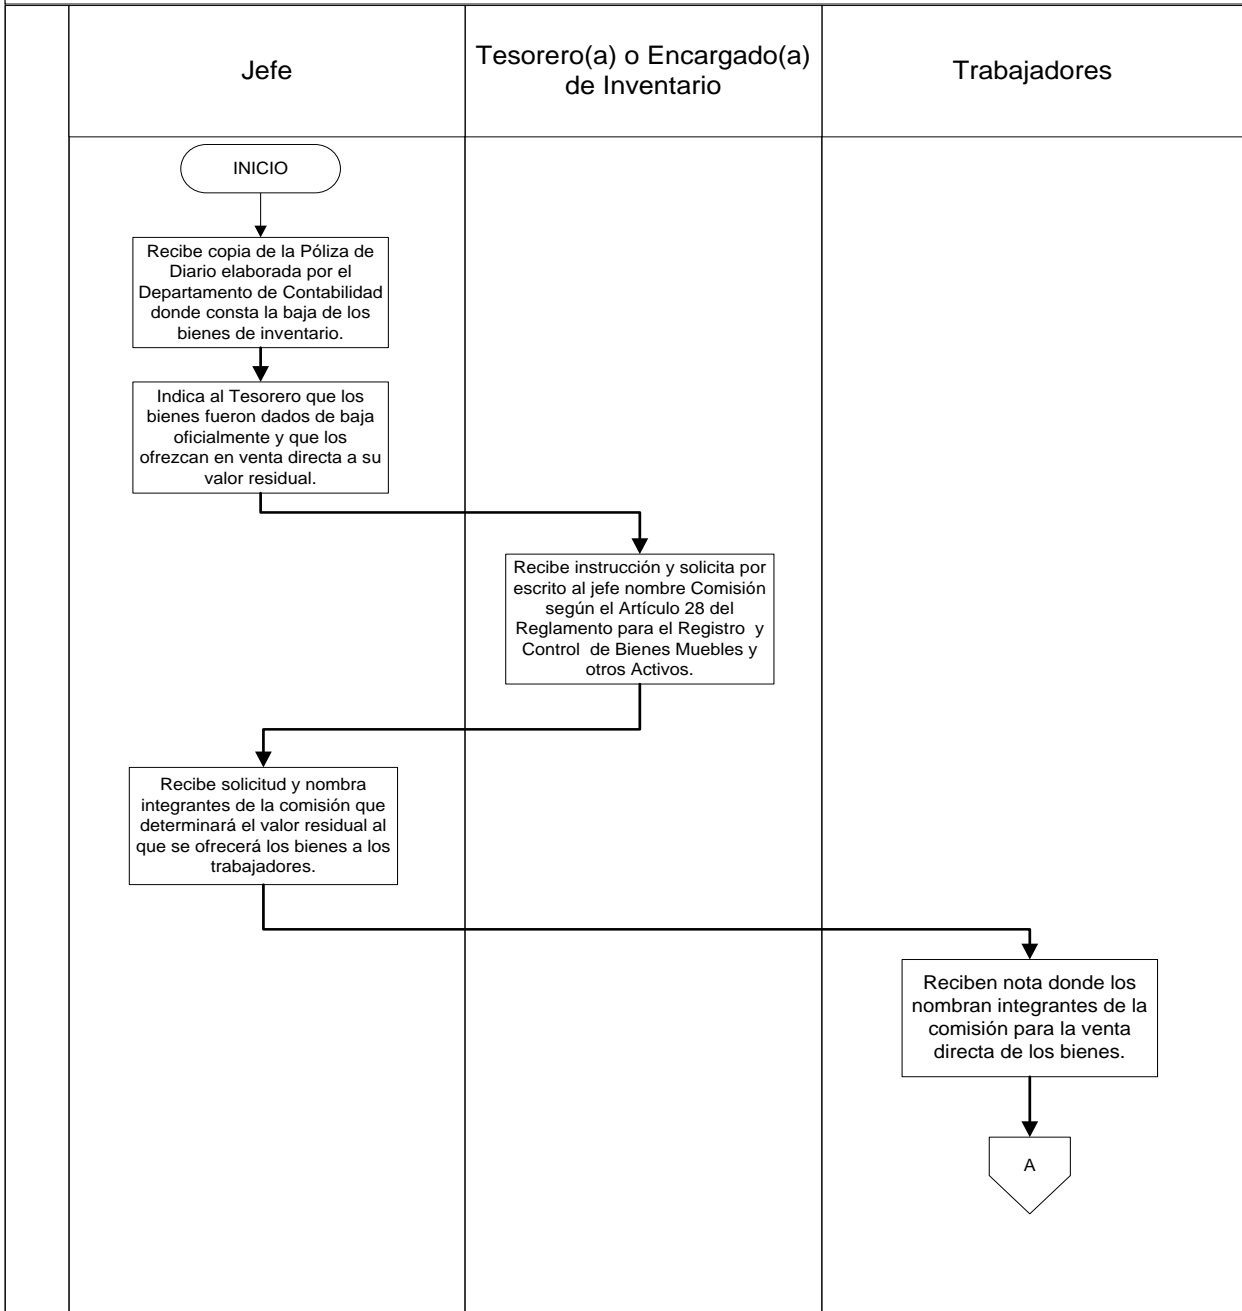 Jefe
Tesorero(a) o Encargado(a)
de Inventario
Trabajadores
INICIO
Recibe copia de la Póliza de
Diario elaborada por el
Departamento de Contabilidad
donde consta la baja de los
bienes de inventario.
Indica al Tesorero que los
bienes fueron dados de baja
oficialmente y que los
ofrezcan en venta directa a su
valor residual.
Recibe instrucción y solicita por
escrito al jefe nombre Comisión
según el Artículo 28 del
Reglamento para el Registro y
Control de Bienes Muebles y
otros Activos.
Recibe solicitud y nombra
integrantes de la comisión que
determinará el valor residual al
que se ofrecerá los bienes a los
trabajadores.
Reciben nota donde los
nombran integrantes de la
comisión para la venta
directa de los bienes.
A